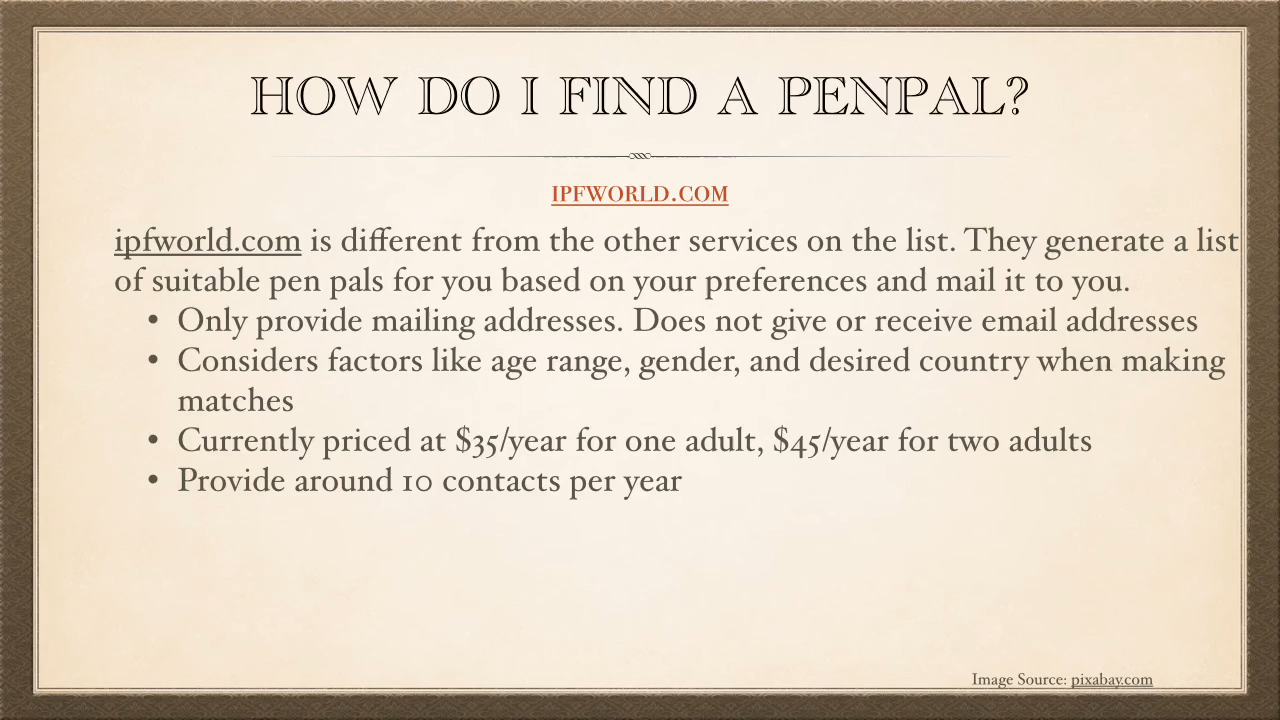 HOW DO I FIND A PENPAL?
IPFWORLD.COM
ipfworld.com is different from the other services on the list. They generate a list
of suitable pen pals for you based on your preferences and mail it to you.
• Only provide mailing addresses. Does not give or receive email addresses
• Considers factors like age range, gender, and desired country when making
matches
• Currently priced at $35/year for one adult, $45/year for two adults
• Provide around 10 contacts per year
Image Source: pixabay.com